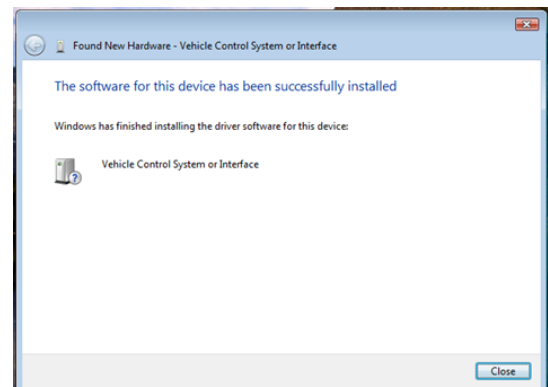 Found New Hardware - Vehicle Control System or Interface
The software for this device has been successfully installed
Windows has finished installing the driver software for this device:
Vehicle Control System or Interface
Close